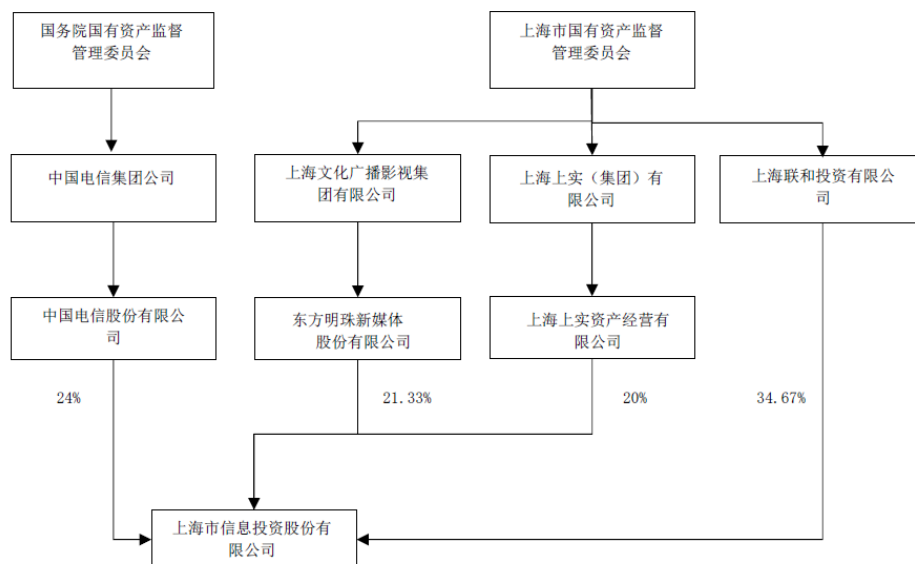 国务院国有资产监督
管理委员会
上海市国有资产监督
管理委员会
中国电信集团公司
上海文化广播影视集
团有限公司
上海上实（集团）有
限公司
上海联和投资有限公
司
中国电信股份有限公
司
东方明珠新媒体
股份有限公司
上海上实资产经营有
限公司
24%
21.33%
20%
34.67%
上海市信息投资股份有
限公司